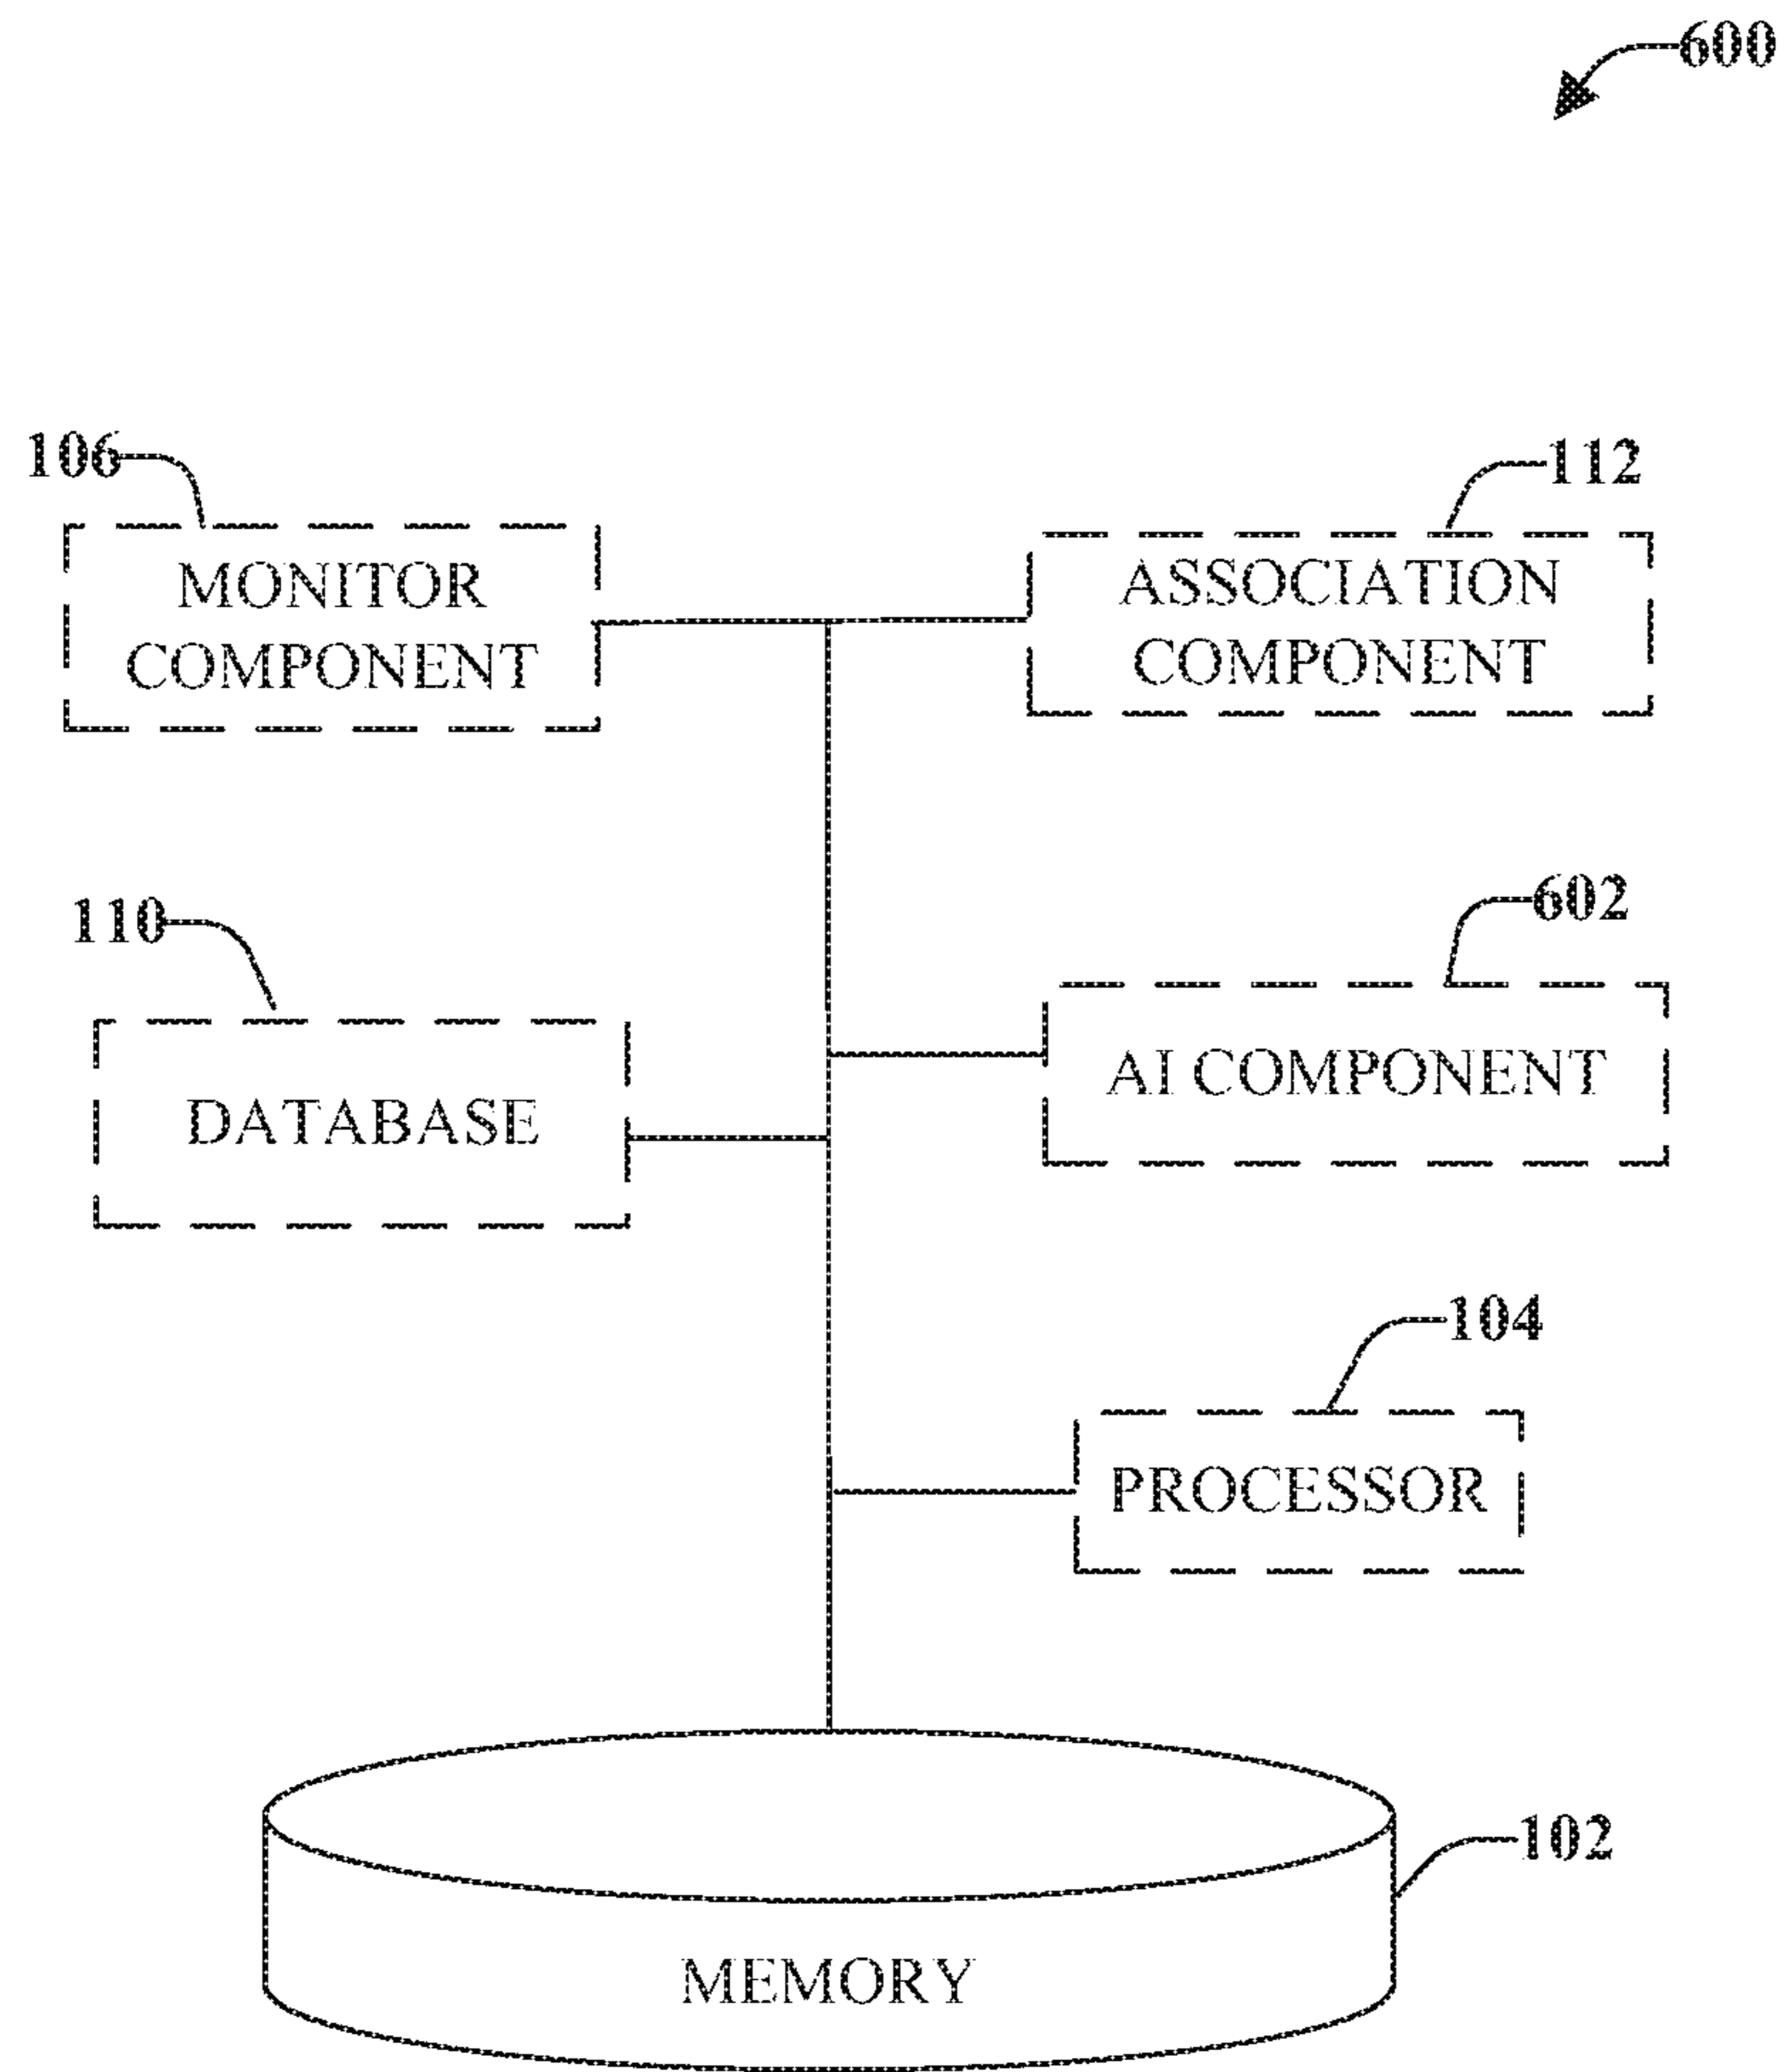 600
106
112
MONITOR
COMPONENT
ASSOCIATION
COMPONENT
110
602
DATABASE
AI COMPONENT
104
PROCESSOR
102
MEMORY